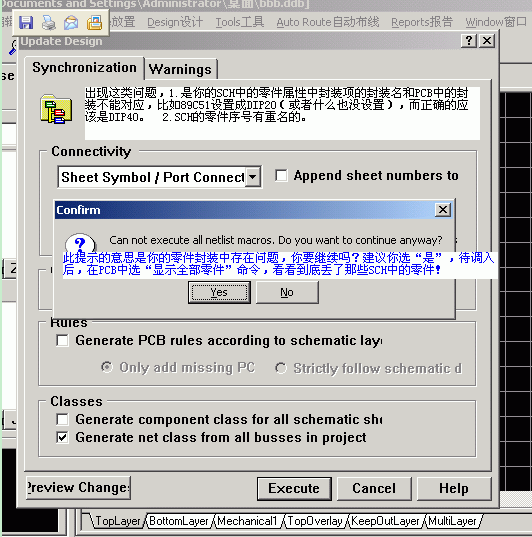 Documents and Settings\Administrator\桌面\bbb.ddb]
放置 Design设计 Tools工具 Auto Route自动布线 Reports报告 Window窗口
Update Design
Synchronization Warnings
出现这类问题，1.是你的SCH中的零件属性中封装项的封装名和PCB中的封
装不能对应，比如89C51设置成DIP20（或者什么也没设置），而正确的应
该是DIP40。 2.SCH的零件序号有重名的。
Connectivity
Sheet Symbol / Port Connect
Append sheet numbers to
Confirm
Can not execute all netlist macros. Do you want to continue anyway?
此提示的意思是你的零件封装中存在问题，你要继续吗？建议你选“是”，待调入
后，在PCB中选“显示全部零件”命令，看看到底丢了那些SCH中的零件！
Yes No
Rules
Generate PCB rules according to schematic lay
Only add missing PC Strictly follow schematic d
Classes
Generate component class for all schematic she
Generate net class from all busses in project
Preview Changes Execute Cancel Help
TopLayer BottomLayer Mechanical1 TopOverlay KeepOutLayer MultiLayer